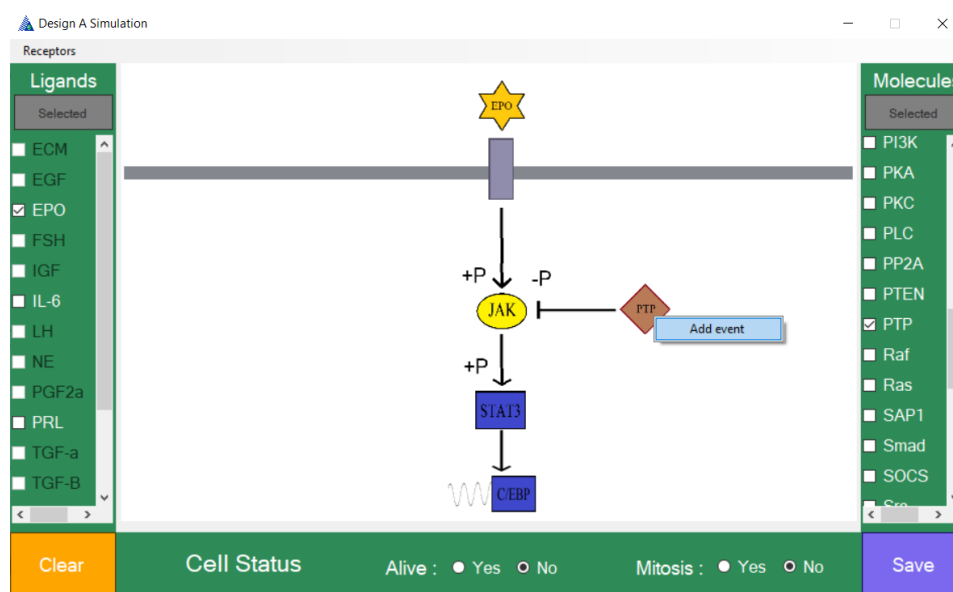 Design A Simulation
Receptors
Ligands
Selected
ECM
EGF
EPO
FSH
IGF
IL-6
LH
NE
PGF2a
PRL
TGF-a
TGF-B
EPO
+P
-P
JAK
PTP
Add event
+P
STAT3
C/EBP
Molecules
Selected
PI3K
PKA
PKC
PLC
PP2A
PTEN
PTP
Raf
Ras
SAP1
Smad
SOCS
Clear
Cell Status
Alive : Yes No
Mitosis : Yes No
Save